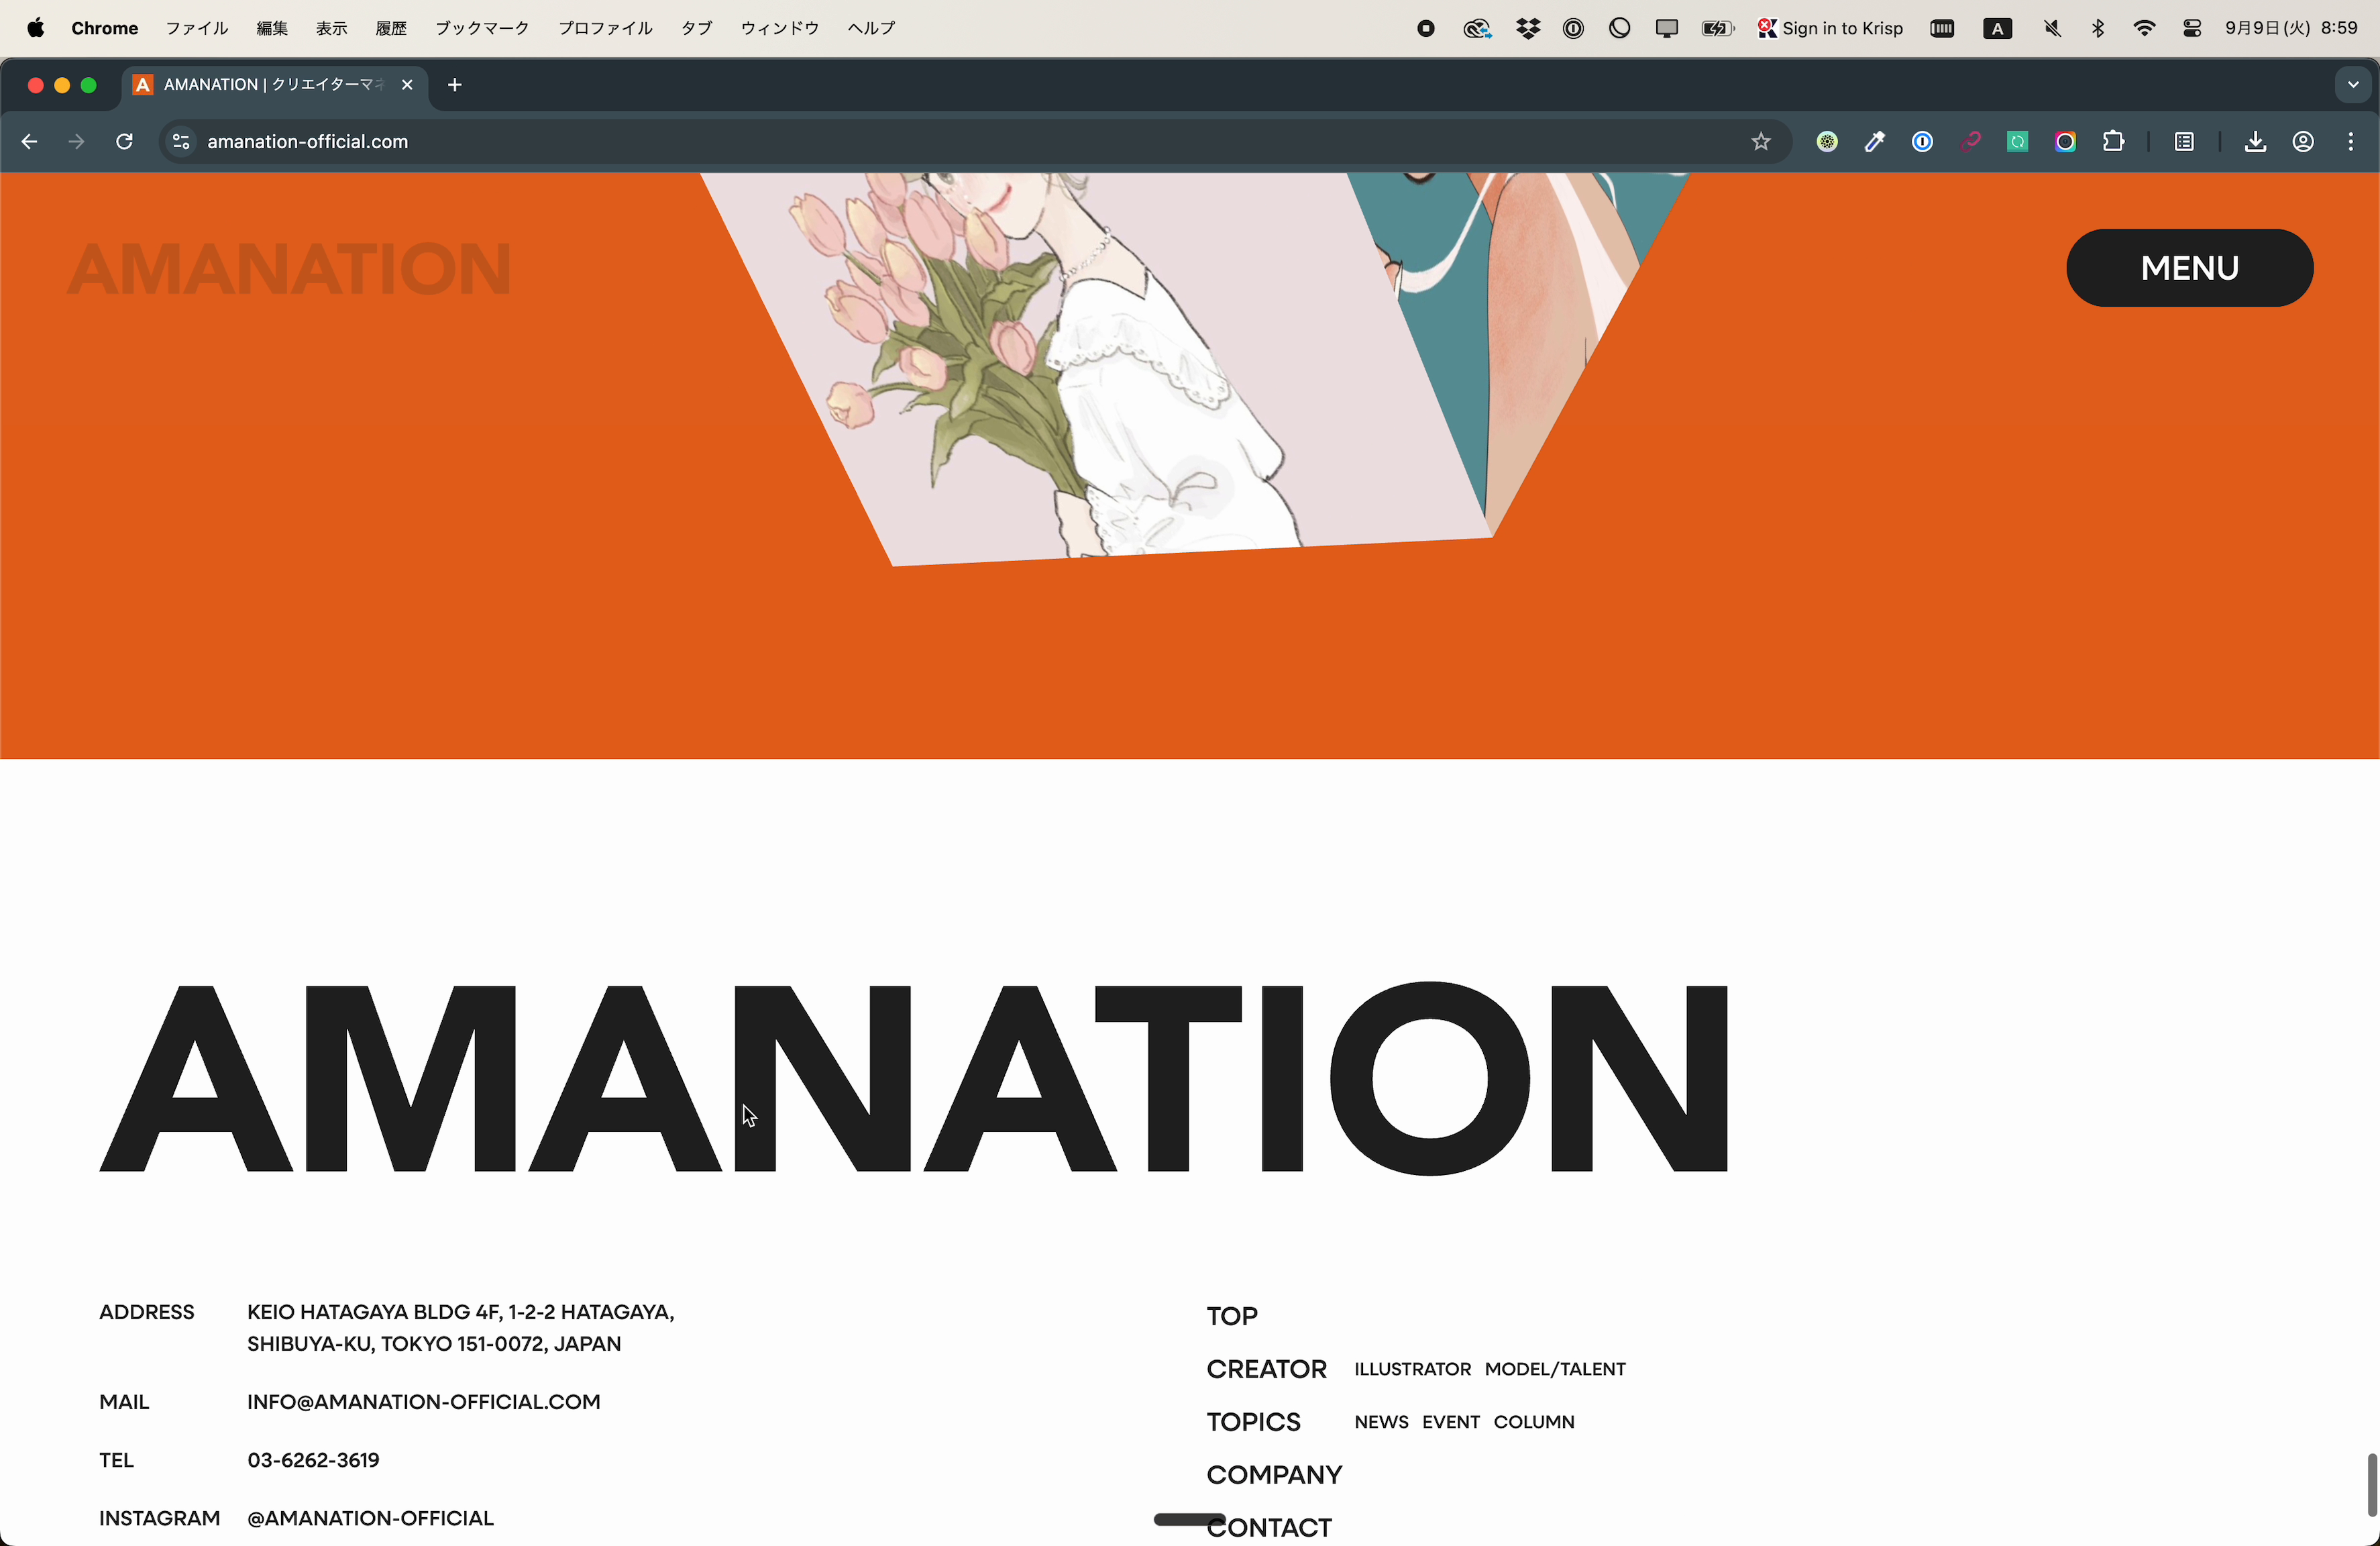 Chrome ファイル 編集 表示 履歴 ブックマーク プロファイル タブ ウィンドウ ヘルプ Sign in to Krisp A 9月9日(火) 8:59
A AMANATION | クリエイターマネ
amanation-official.com
AMANATION
MENU
AMANATION
ADDRESS KEIO HATAGAYA BLDG 4F, 1-2-2 HATAGAYA,
SHIBUYA-KU, TOKYO 151-0072, JAPAN
MAIL INFO@AMANATION-OFFICIAL.COM
TEL 03-6262-3619
INSTAGRAM @AMANATION-OFFICIAL
TOP
CREATOR ILLUSTRATOR MODEL/TALENT
TOPICS NEWS EVENT COLUMN
COMPANY
CONTACT